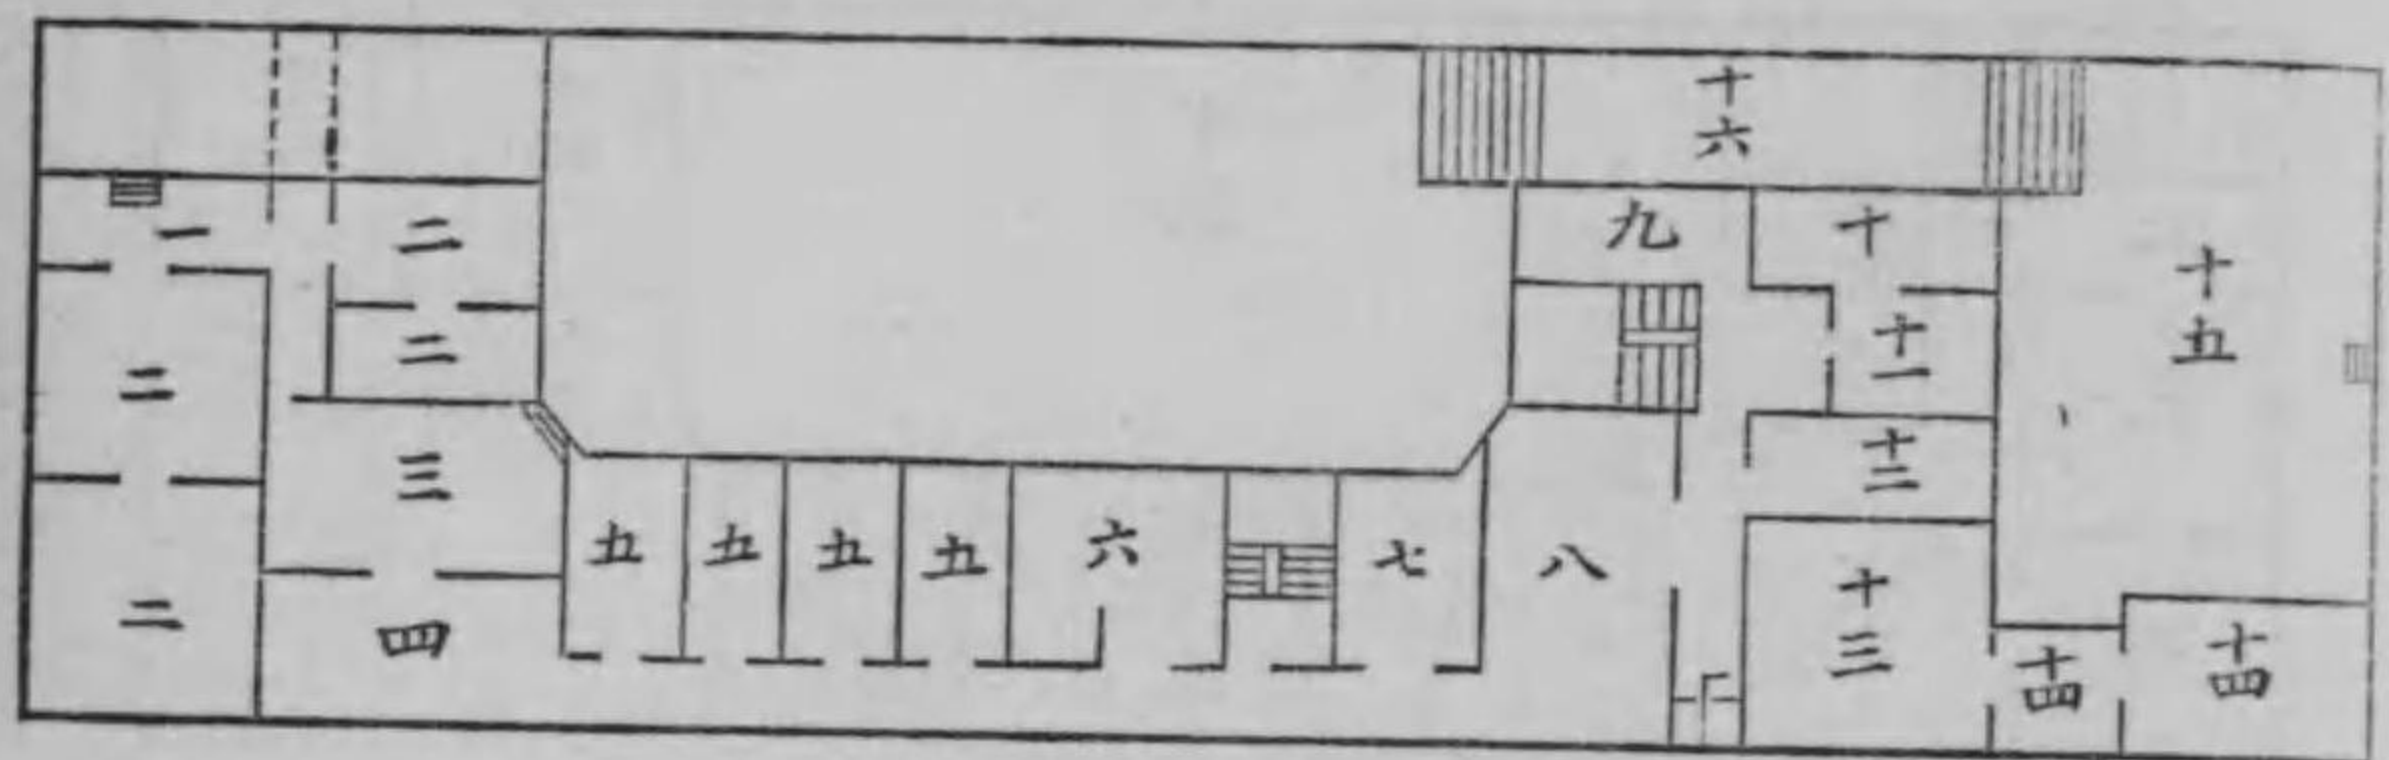 一
二
二
二
二
三
四
五
五
五
五
六
七
八
九
十
十一
十二
十三
十四
十四
十五
十六